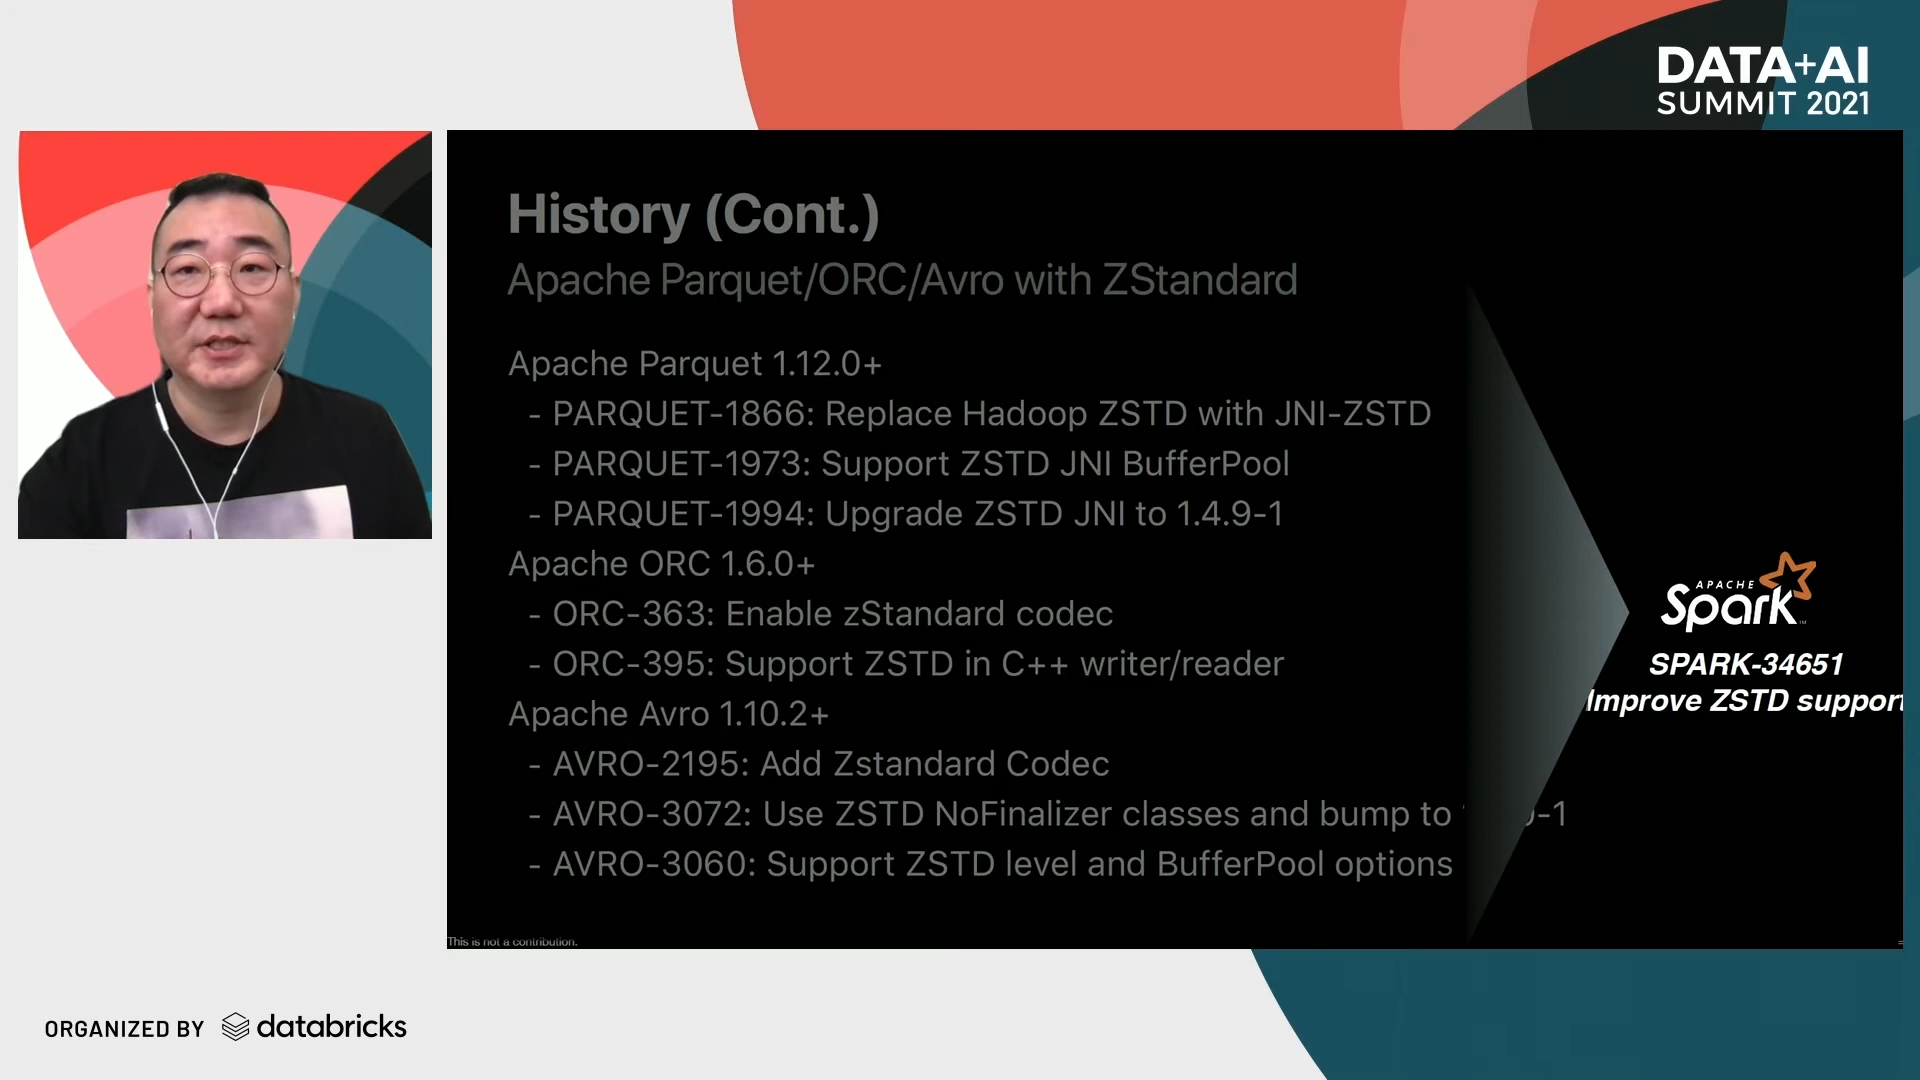 DATA+AI
SUMMIT 2021
History (Cont.)
Apache Parquet/ORC/Avro with ZStandard
Apache Parquet 1.12.0+
- PARQUET-1866: Replace Hadoop ZSTD with JNI-ZSTD
- PARQUET-1973: Support ZSTD JNI BufferPool
- PARQUET-1994: Upgrade ZSTD JNI to 1.4.9-1
Apache ORC 1.6.0+
- ORC-363: Enable zStandard codec
- ORC-395: Support ZSTD in C++ writer/reader
Apache Avro 1.10.2+
- AVRO-2195: Add Zstandard Codec
- AVRO-3072: Use ZSTD NoFinalizer classes and bump to
- AVRO-3060: Support ZSTD level and BufferPool options
APACHE
Spark™
SPARK-34651
Improve ZSTD support
This is not a contribution.
ORGANIZED BY databricks